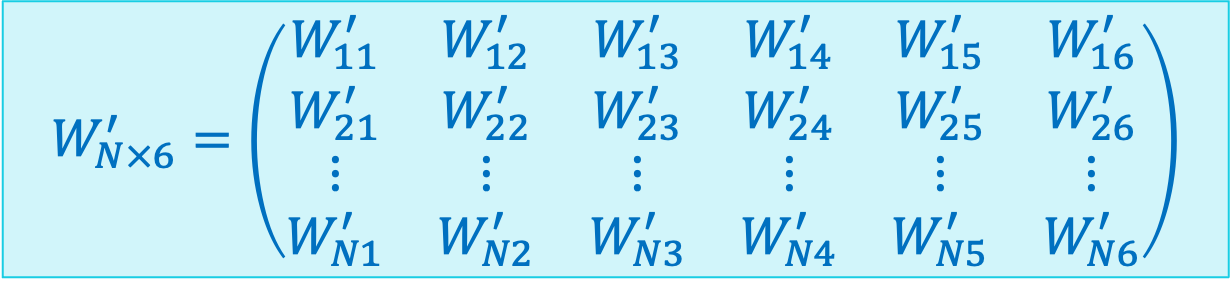 W′₁₁ W′₁₂ W′₁₃ W′₁₄ W′₁₅ W′₁₆
W′₂₁ W′₂₂ W′₂₃ W′₂₄ W′₂₅ W′₂₆
W′_{N×6} =
⋮ ⋮ ⋮ ⋮ ⋮ ⋮
W′_{N1} W′_{N2} W′_{N3} W′_{N4} W′_{N5} W′_{N6}